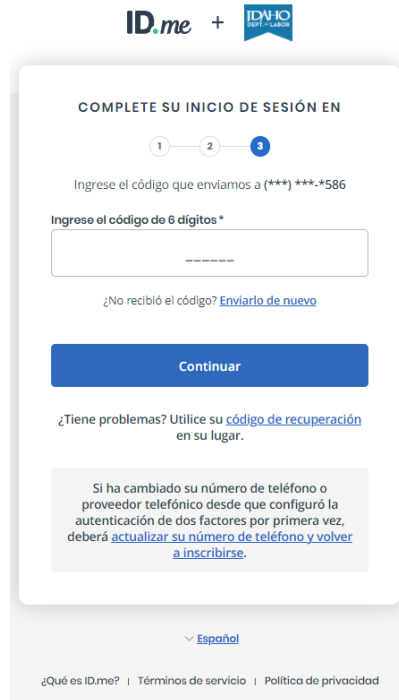 ID.me + IDAHO
DEPT. OF LABOR
COMPLETE SU INICIO DE SESIÓN EN
1 2 3
Ingrese el código que enviamos a (***) ***-*586
Ingrese el código de 6 dígitos *
______
¿No recibió el código? Enviarlo de nuevo
Continuar
¿Tiene problemas? Utilice su código de recuperación
en su lugar.
Si ha cambiado su número de teléfono o
proveedor telefónico desde que configuró la
autenticación de dos factores por primera vez,
deberá actualizar su número de teléfono y volver
a inscribirse.
Español
¿Qué es ID.me? | Términos de servicio | Política de privacidad